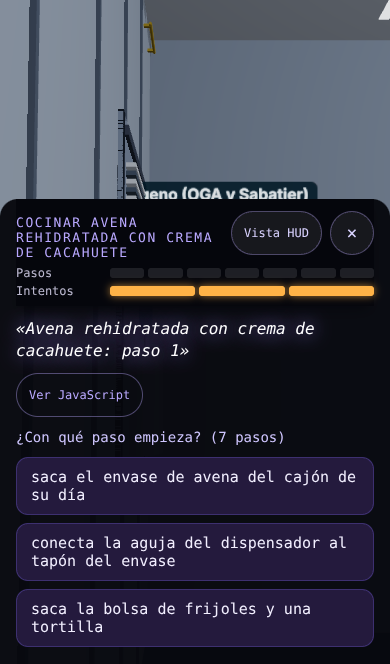 geno (OGA y Sabatier)
COCINAR AVENA
REHIDRATADA CON CREMA
DE CACAHUETE
Vista HUD
×
Pasos
Intentos
«Avena rehidratada con crema de
cacahuete: paso 1»
Ver JavaScript
¿Con qué paso empieza? (7 pasos)
saca el envase de avena del cajón de
su día
conecta la aguja del dispensador al
tapón del envase
saca la bolsa de frijoles y una
tortilla